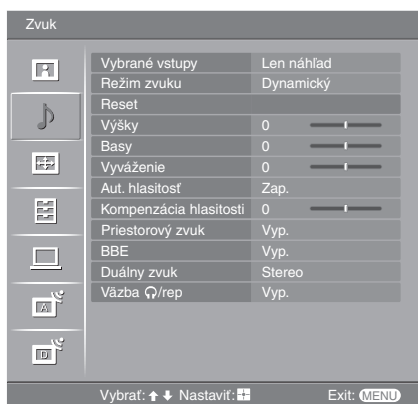 Zvuk
Vybrané vstupy Len náhľad
Režim zvuku Dynamický
Reset
Výšky 0
Basy 0
Vyváženie 0
Aut. hlasitosť Zap.
Kompenzácia hlasitosti 0
Priestorový zvuk Vyp.
BBE Vyp.
Duálny zvuk Stereo
Väzba /rep Vyp.
A
D
Vybrať: Nastaviť: Exit: MENU